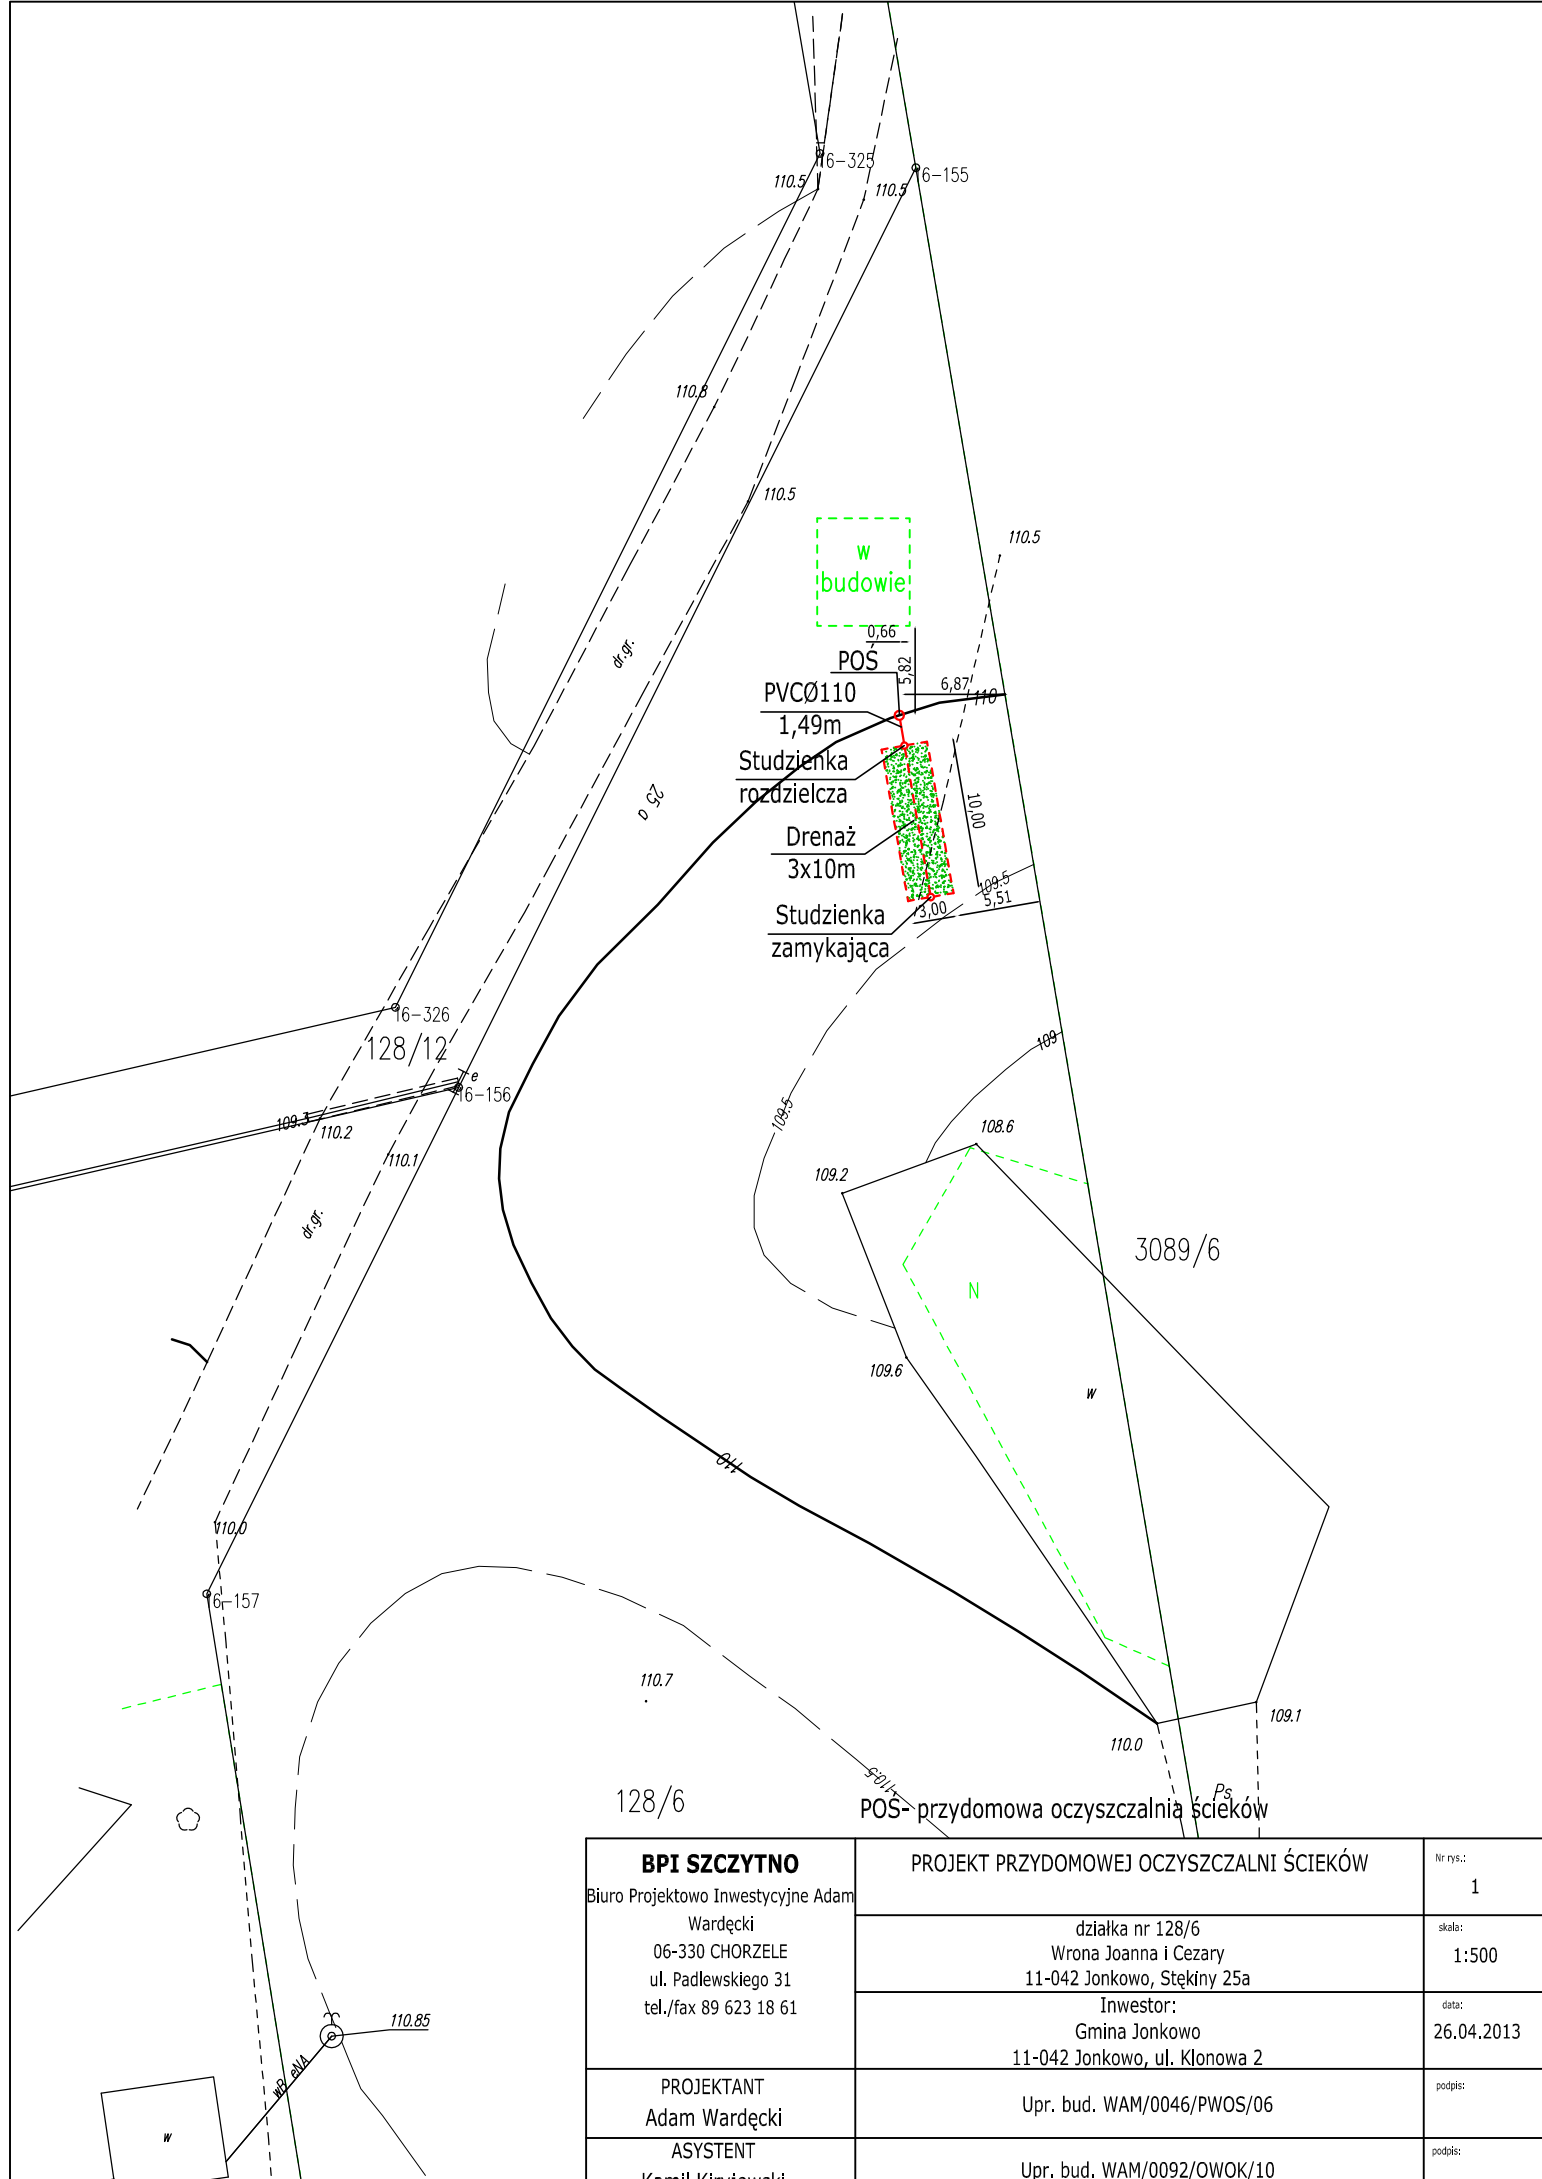 6-325
6-155
110.5
110.5
110.8
110.5
110.5
w
budowie
dr.gr.
0,66
POŚ
5,82
6,87
110
PVCØ110
1,49m
Studzienka
rozdzielcza
25 a
10,00
Drenaż
3x10m
109.5
5,51
3,00
Studzienka
zamykająca
6-326
128/12
109
e
6-156
109.3
110.2
109.5
108.6
110.1
109.2
dr.gr.
3089/6
N
109.6
w
110
110.0
6-157
110.7
109.1
110.0
110.5
Ps
128/6
POŚ- przydomowa oczyszczalnia ścieków
BPI SZCZYTNO
Biuro Projektowo Inwestycyjne Adam
Wardęcki
06-330 CHORZELE
ul. Padlewskiego 31
tel./fax 89 623 18 61
PROJEKT PRZYDOMOWEJ OCZYSZCZALNI ŚCIEKÓW
Nr rys.:
1
działka nr 128/6
Wrona Joanna i Cezary
11-042 Jonkowo, Stękiny 25a
skala:
1:500
Inwestor:
Gmina Jonkowo
11-042 Jonkowo, ul. Klonowa 2
data:
26.04.2013
110.85
wB eNA
w
PROJEKTANT
Adam Wardęcki
Upr. bud. WAM/0046/PWOS/06
podpis:
ASYSTENT
Upr. bud. WAM/0092/OWOK/10
podpis: